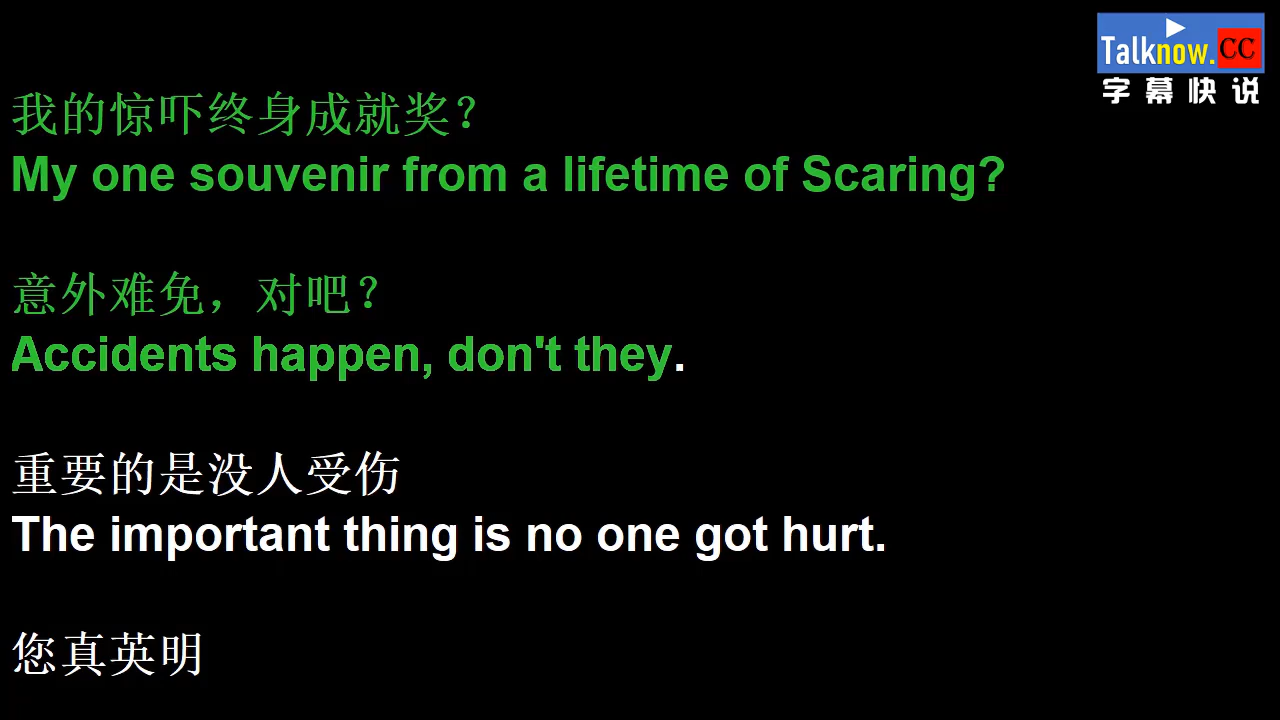 Talknow.CC
字幕快说
我的惊吓终身成就奖？
My one souvenir from a lifetime of Scaring?
意外难免，对吧？
Accidents happen, don't they.
重要的是没人受伤
The important thing is no one got hurt.
您真英明